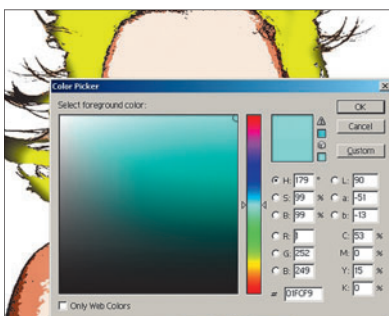 Color Picker
Select foreground color:
OK
Cancel
Custom
H: 179 °
L: 90
S: 99 %
a: -51
B: 99 %
b: -13
R: 1
C: 53 %
G: 252
M: 0 %
B: 249
Y: 15 %
# 01FCF9
K: 0 %
Only Web Colors